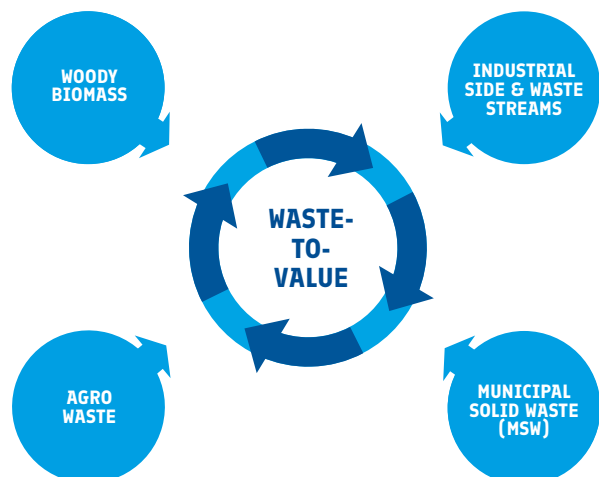 WOODY
BIOMASS
INDUSTRIAL
SIDE & WASTE
STREAMS
WASTE-
TO-
VALUE
AGRO
WASTE
MUNICIPAL
SOLID WASTE
(MSW)